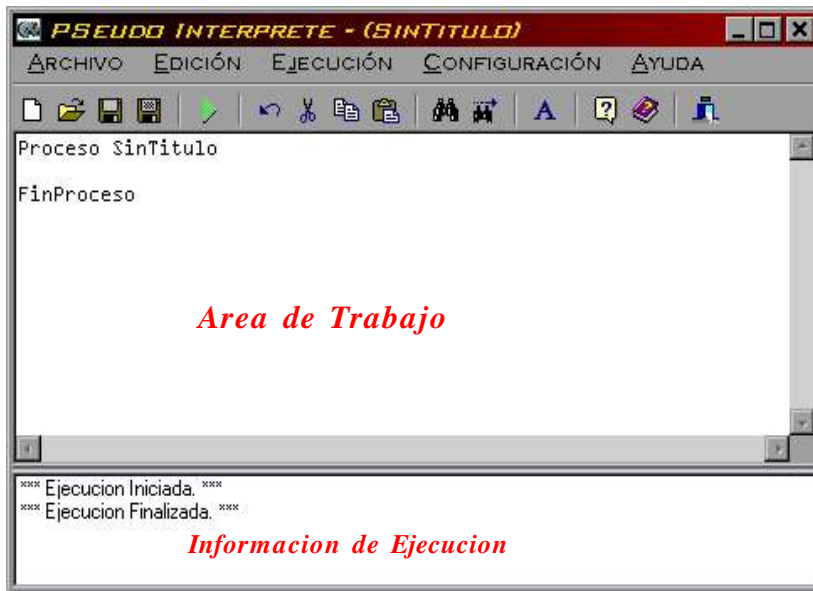 PSeudo Interprete - (SinTitulo)
Archivo Edición Ejecución Configuración Ayuda
Proceso SinTitulo
FinProceso
Area de Trabajo
*** Ejecucion Iniciada. ***
*** Ejecucion Finalizada. ***
Informacion de Ejecucion